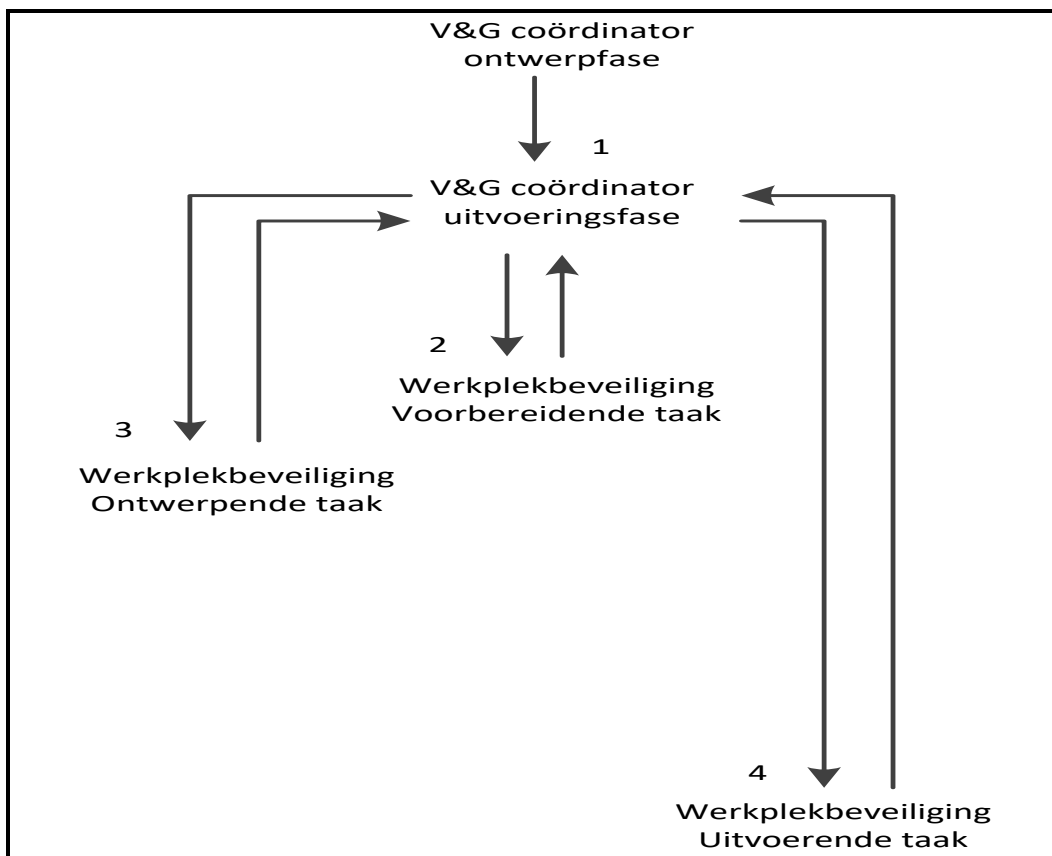 V&G coördinator
ontwerpfase
1
V&G coördinator
uitvoeringsfase
2
Werkplekbeveiliging
Voorbereidende taak
3
Werkplekbeveiliging
Ontwerpende taak
4
Werkplekbeveiliging
Uitvoerende taak